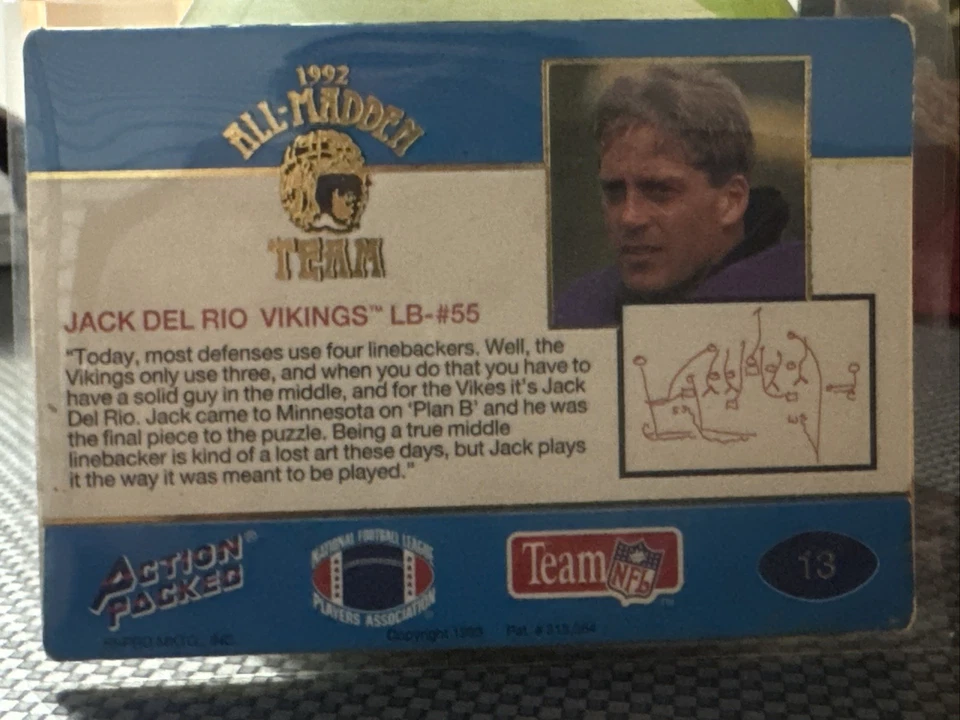 1992
ALL-MADDEN
TEAM
JACK DEL RIO VIKINGS™ LB-#55
"Today, most defenses use four linebackers. Well, the
Vikings only use three, and when you do that you have to
have a solid guy in the middle, and for the Vikes it's Jack
Del Rio. Jack came to Minnesota on 'Plan B' and he was
the final piece to the puzzle. Being a true middle
linebacker is kind of a lost art these days, but Jack plays
it the way it was meant to be played."
ACTION
PACKED®
NATIONAL FOOTBALL LEAGUE
PLAYERS ASSOCIATION
Team NFL™
13
Copyright
Pat. #
INC.